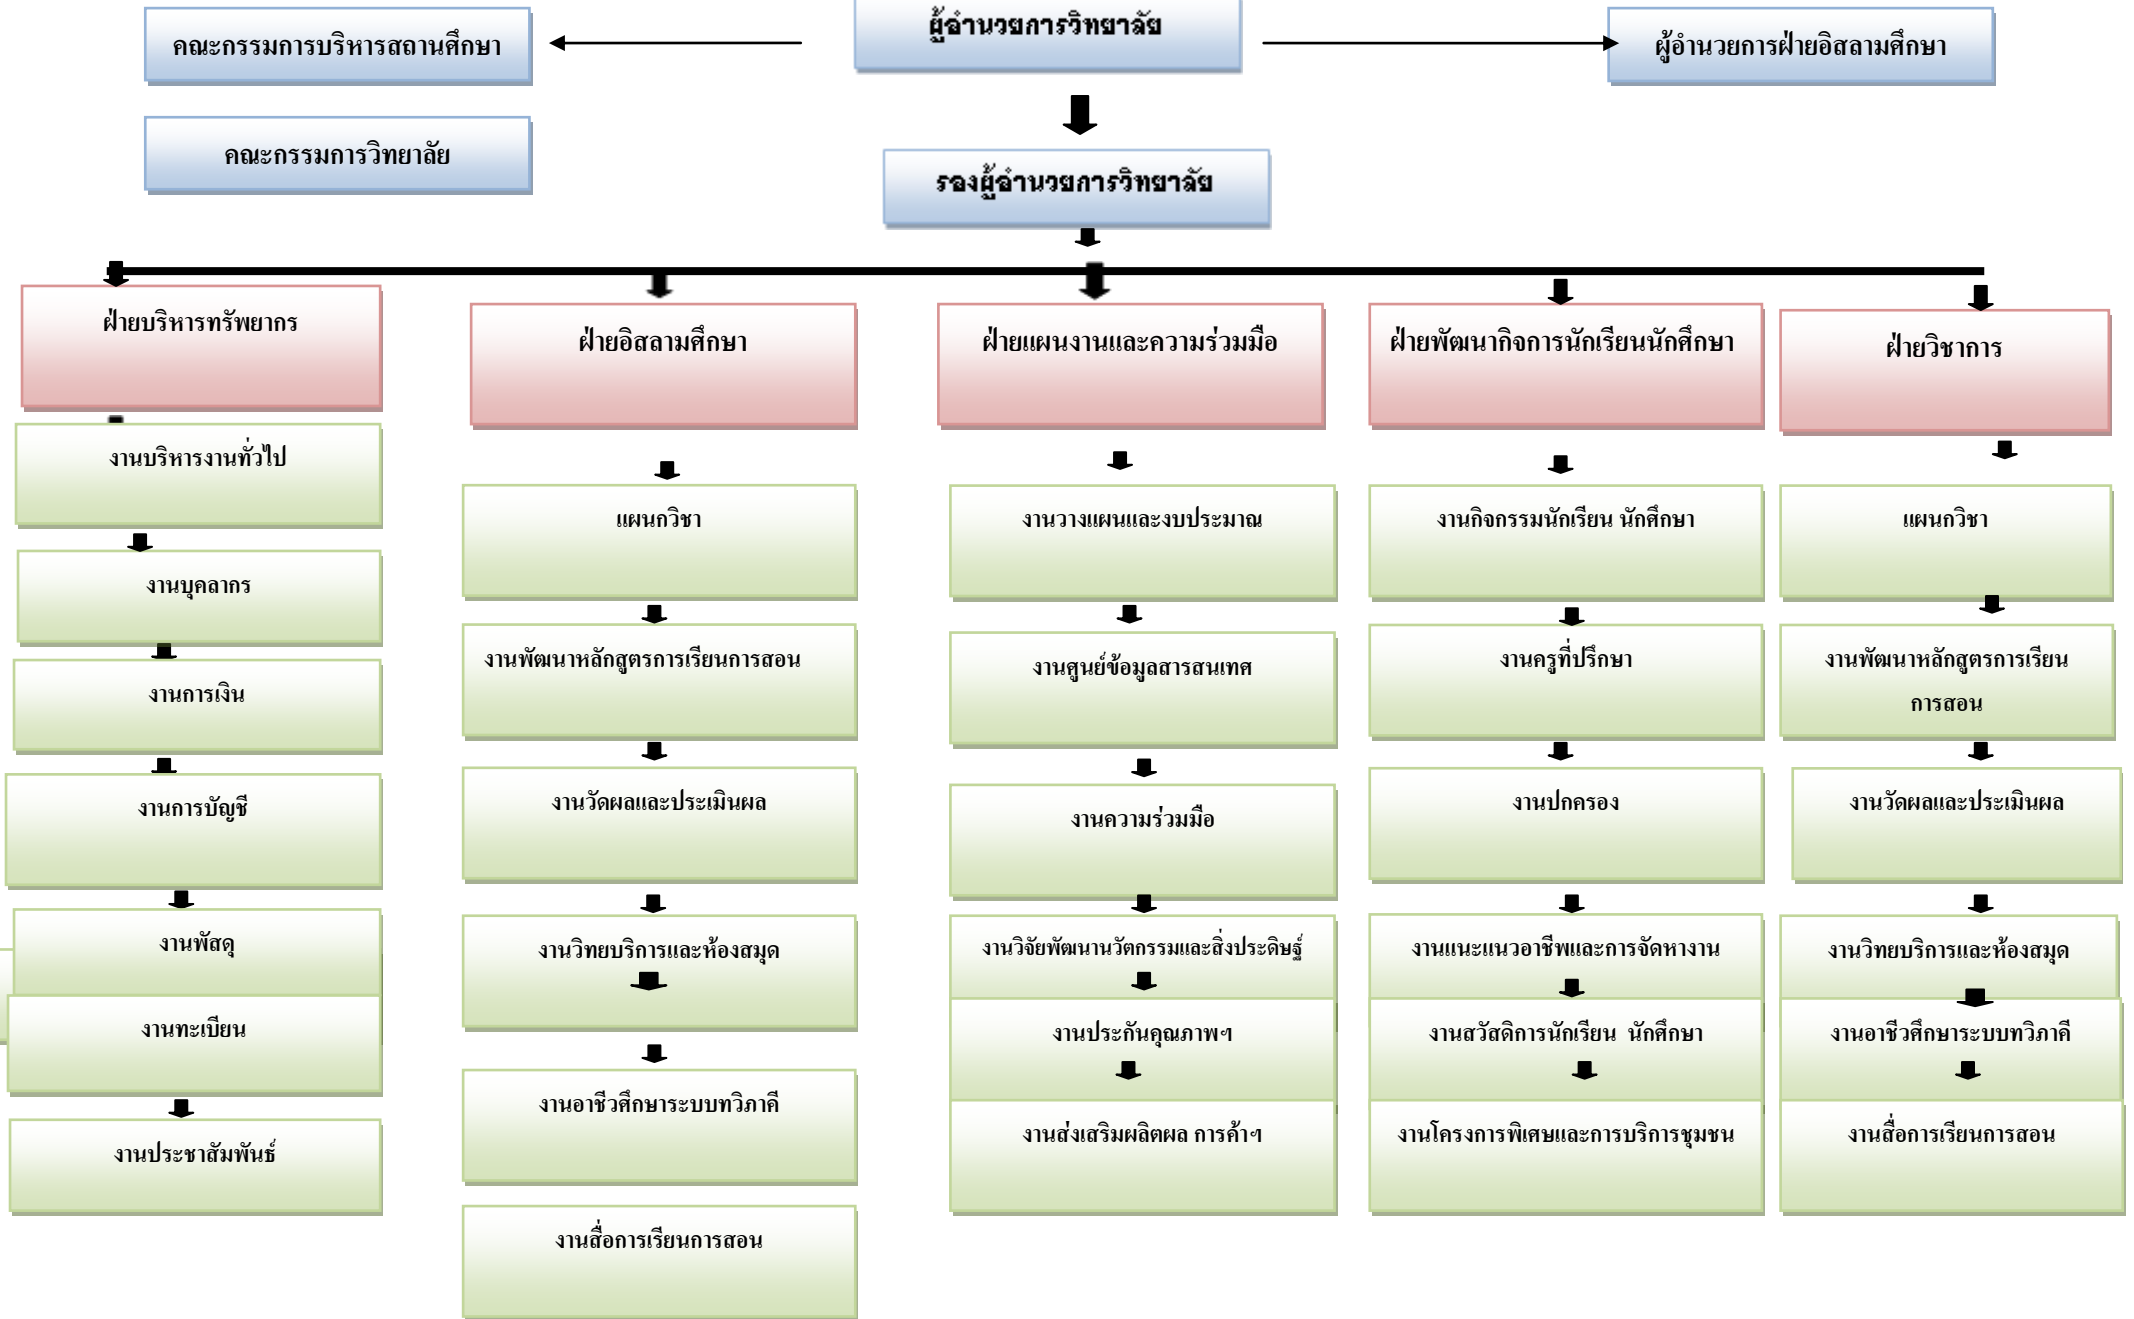 ผู้อำนวยการวิทยาลัย
คณะกรรมการบริหารสถานศึกษา
ผู้อำนวยการฝ่ายอิสลามศึกษา
คณะกรรมการวิทยาลัย
รองผู้อำนวยการวิทยาลัย
ฝ่ายบริหารทรัพยากร
งานบริหารงานทั่วไป
งานบุคลากร
งานการเงิน
งานการบัญชี
งานพัสดุ
งานทะเบียน
งานประชาสัมพันธ์
ฝ่ายอิสลามศึกษา
แผนกวิชา
งานพัฒนาหลักสูตรการเรียนการสอน
งานวัดผลและประเมินผล
งานวิทยบริการและห้องสมุด
งานอาชีวศึกษาระบบทวิภาคี
งานสื่อการเรียนการสอน
ฝ่ายแผนงานและความร่วมมือ
งานวางแผนและงบประมาณ
งานศูนย์ข้อมูลสารสนเทศ
งานความร่วมมือ
งานวิจัยพัฒนานวัตกรรมและสิ่งประดิษฐ์
งานประกันคุณภาพฯ
งานส่งเสริมผลิตผล การค้าฯ
ฝ่ายพัฒนากิจการนักเรียนนักศึกษา
งานกิจกรรมนักเรียน นักศึกษา
งานครูที่ปรึกษา
งานปกครอง
งานแนะแนวอาชีพและการจัดหางาน
งานสวัสดิการนักเรียน  นักศึกษา
งานโครงการพิเศษและการบริการชุมชน
ฝ่ายวิชาการ
แผนกวิชา
งานพัฒนาหลักสูตรการเรียน
การสอน
งานวัดผลและประเมินผล
งานวิทยบริการและห้องสมุด
งานอาชีวศึกษาระบบทวิภาคี
งานสื่อการเรียนการสอน